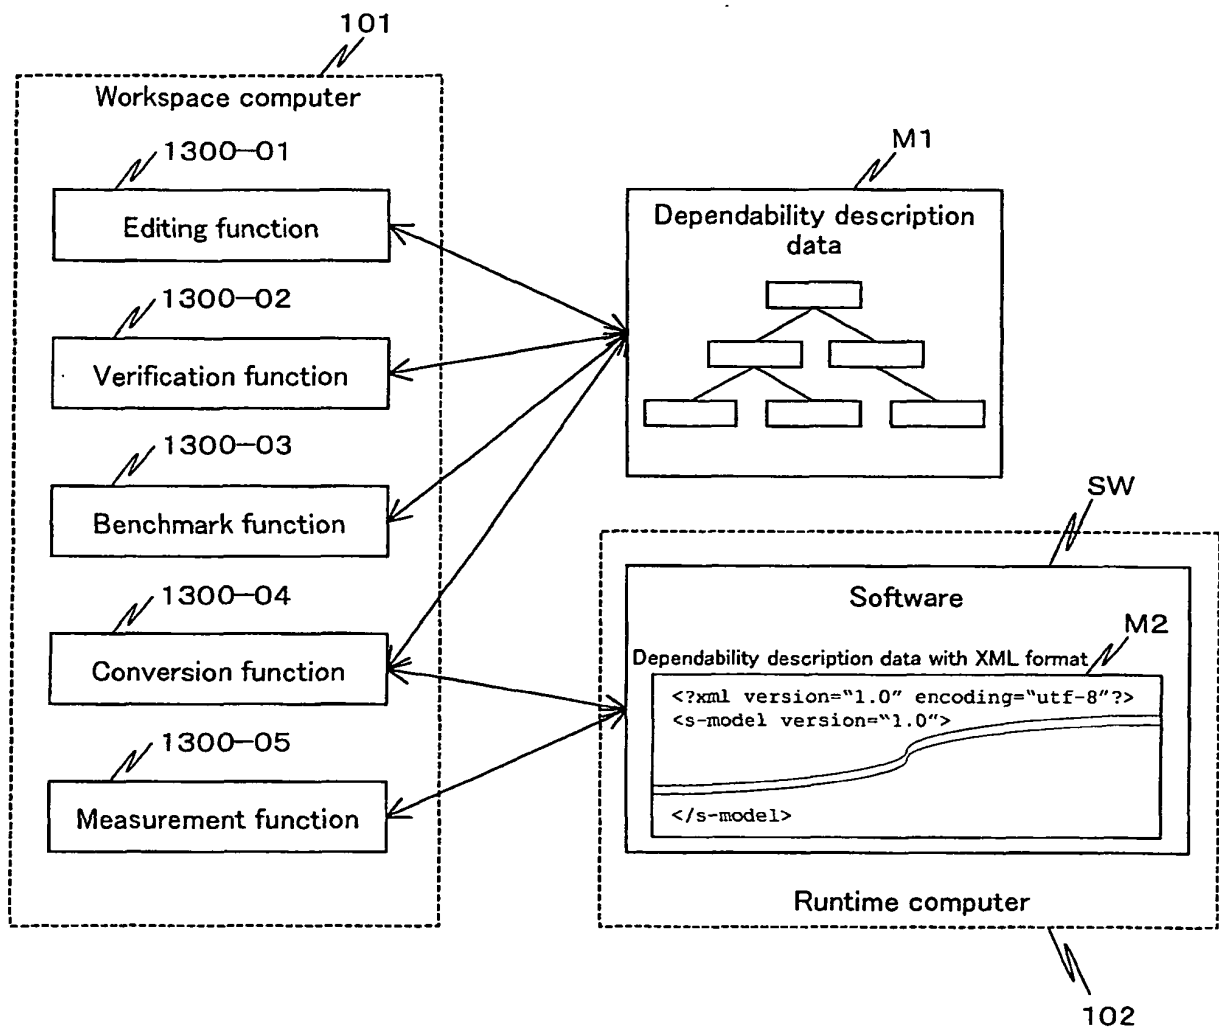 101
Workspace computer
1300-01
Editing function
1300-02
Verification function
1300-03
Benchmark function
1300-04
Conversion function
1300-05
Measurement function
M1
Dependability description
data
SW
Software
M2
Dependability description data with XML format
<?xml version=“1.0” encoding=“utf-8”?>
<s-model version=“1.0”>
</s-model>
Runtime computer
102